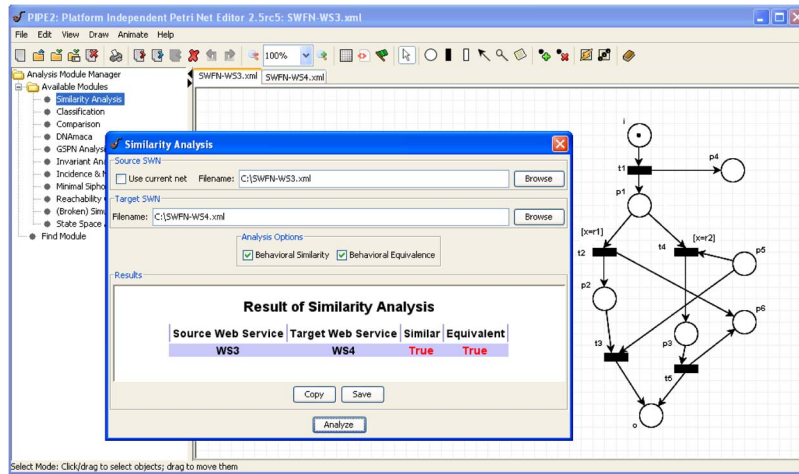 PIPE2: Platform Independent Petri Net Editor 2.5rc5: SWFN-WS3.xml
File Edit View Draw Animate Help
100%
Analysis Module Manager
Available Modules
Similarity Analysis
Classification
Comparison
DNAmaca
GSPN Analysi
Invariant Ana
Incidence &
Minimal Sipho
Reachability
(Broken) Simu
State Space
Find Module
SWFN-WS3.xml SWFN-WS4.xml
Similarity Analysis
Source SWN
Use current net Filename: C:\SWFN-WS3.xml Browse
Target SWN
Filename: C:\SWFN-WS4.xml Browse
Analysis Options
Behavioral Similarity Behavioral Equivalence
Results
Result of Similarity Analysis
Source Web Service Target Web Service Similar Equivalent
WS3 WS4 True True
Copy Save
Analyze
i
p4
t1
p1
[x=r1] [x=r2]
t2 t4 p5
p2
p6
t3 p3
t5
o
Select Mode: Click/drag to select objects; drag to move them